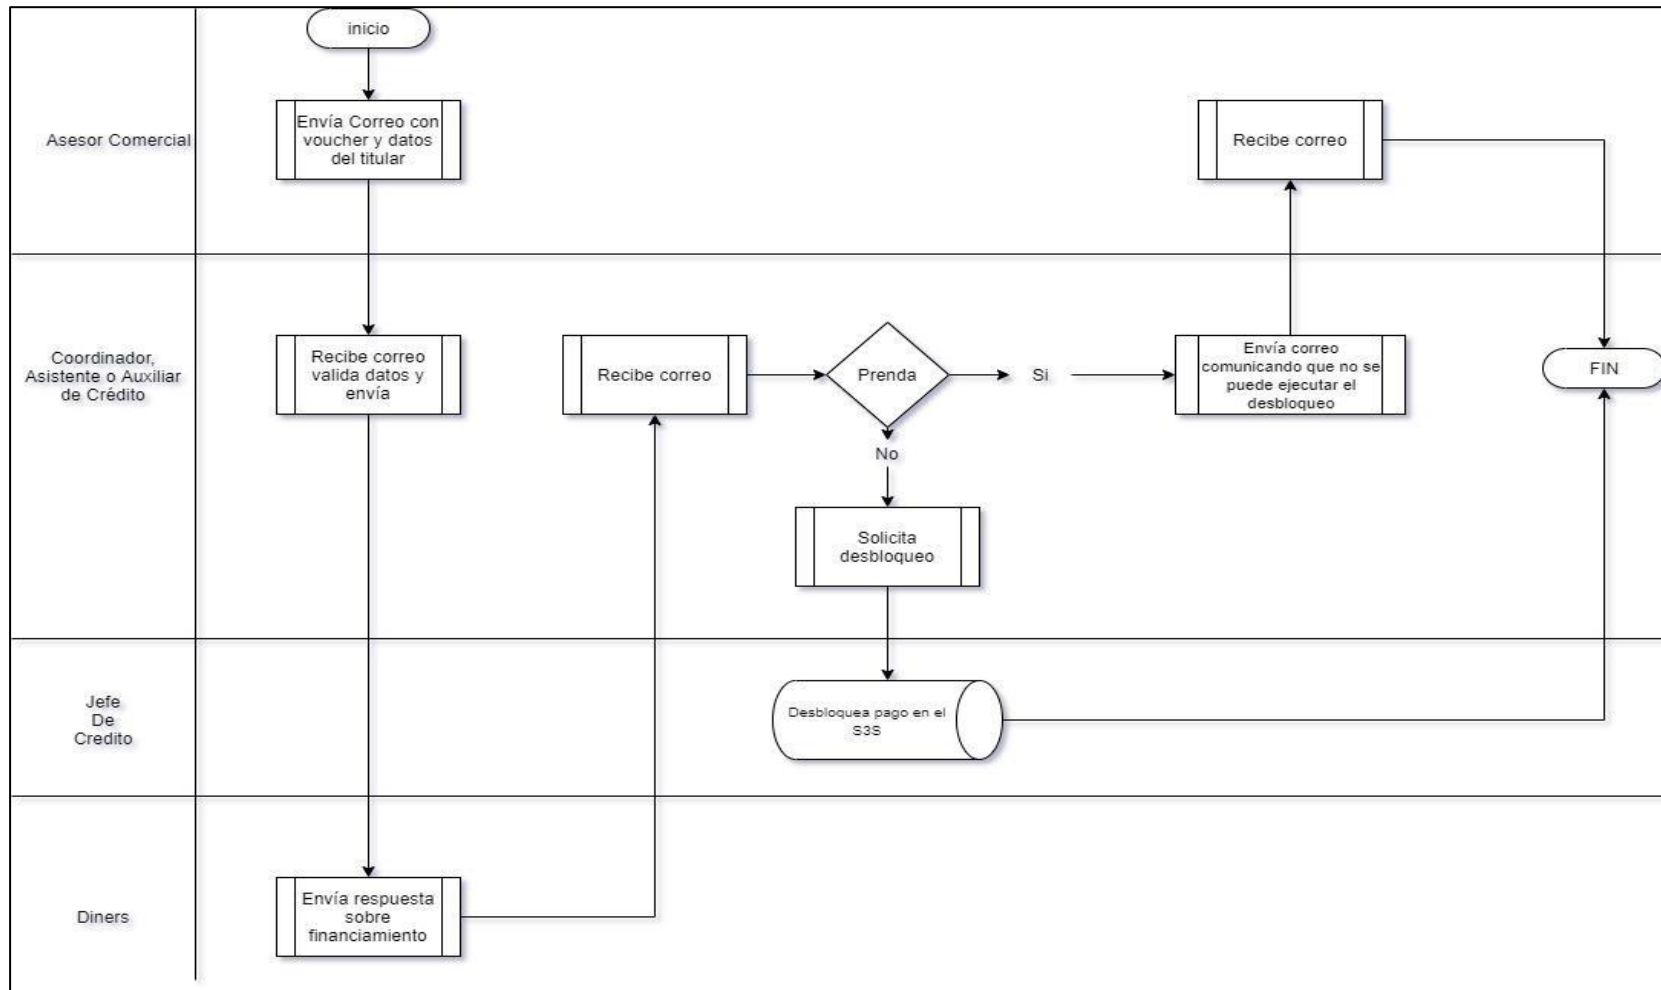 inicio
Asesor Comercial
Envía Correo con
voucher y datos
del titular
Recibe correo
Coordinador,
Asistente o Auxiliar
de Crédito
Recibe correo
valida datos y
envía
Recibe correo
Prenda
Si
Envía correo
comunicando que no se
puede ejecutar el
desbloqueo
FIN
No
Solicita
desbloqueo
Jefe
De
Credito
Desbloquea pago en el
S3S
Diners
Envía respuesta
sobre
financiamiento